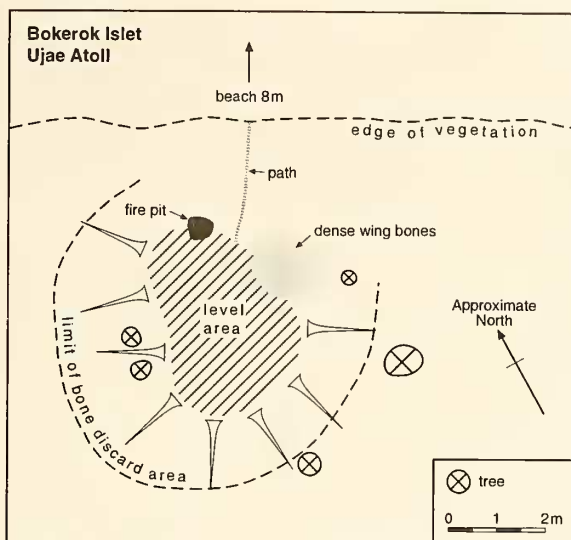 Bokerok Islet
Ujae Atoll
beach 8m
edge of vegetation
path
fire pit
dense wing bones
level
area
Approximate
North
limit of bone discard area
tree
0 1 2m